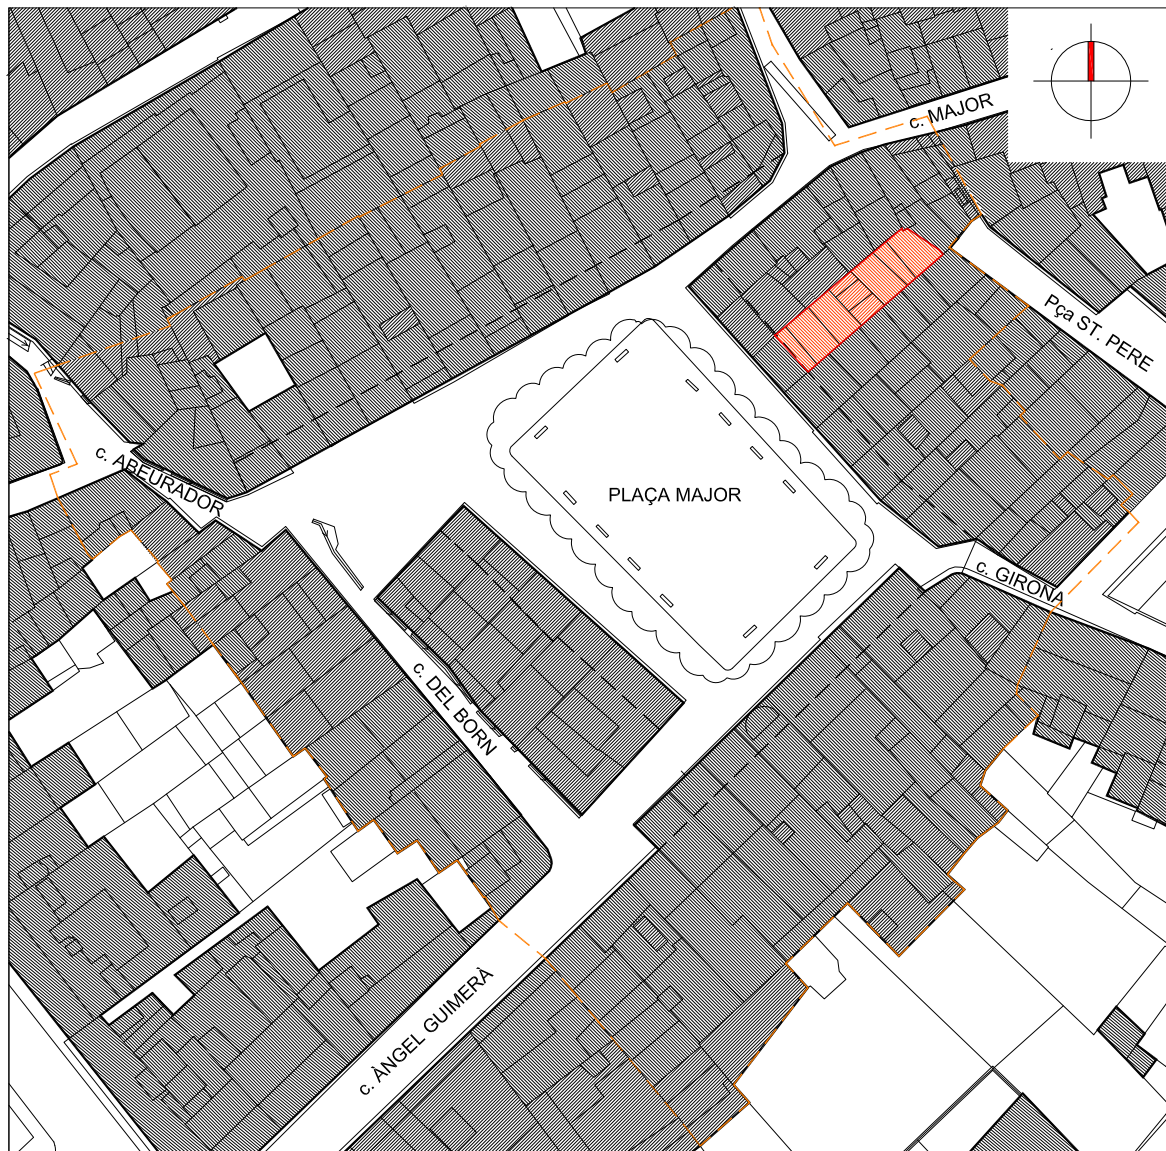 c. MAJOR
Pça ST. PERE
c. ABEURADOR
PLAÇA MAJOR
c. GIRONA
c. DEL BORN
c. ÀNGEL GUIMERÀ